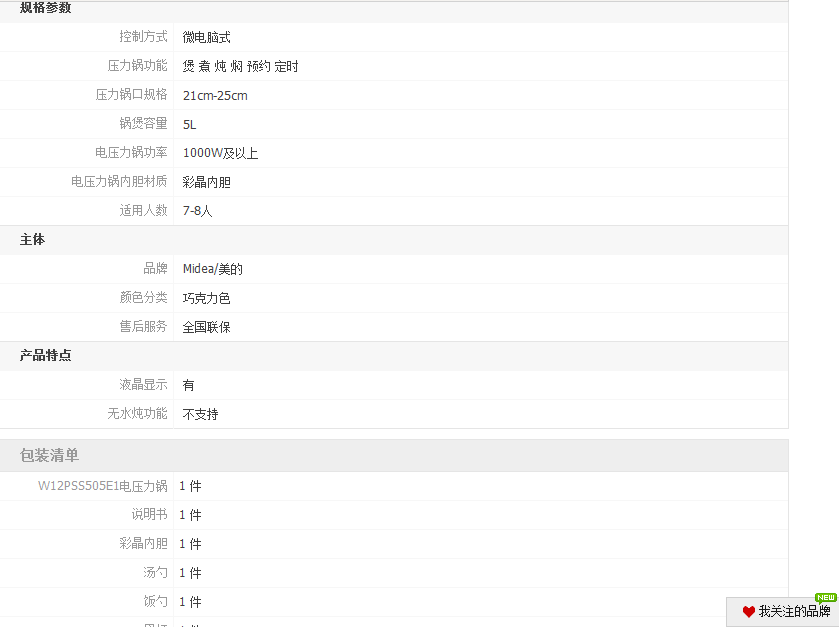 规格参数
控制方式 微电脑式
压力锅功能 煲 煮 炖 焖 预约 定时
压力锅口规格 21cm-25cm
锅煲容量 5L
电压力锅功率 1000W及以上
电压力锅内胆材质 彩晶内胆
适用人数 7-8人
主体
品牌 Midea/美的
颜色分类 巧克力色
售后服务 全国联保
产品特点
液晶显示 有
无水炖功能 不支持
包装清单
W12PSS505E1电压力锅 1 件
说明书 1 件
彩晶内胆 1 件
汤勺 1 件
饭勺 1 件
NEW
我关注的品牌